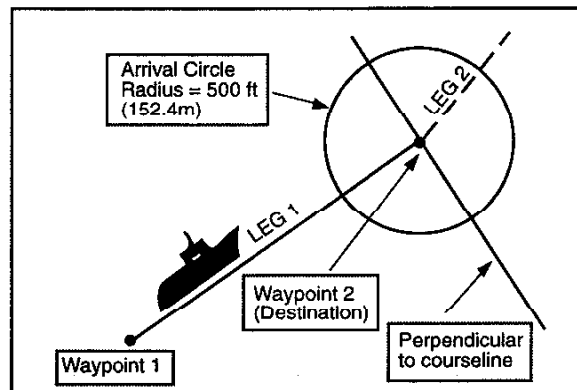 Arrival Circle
Radius = 500 ft
(152.4m)
LEG 2
LEG 1
Waypoint 2
(Destination)
Waypoint 1
Perpendicular
to courseline